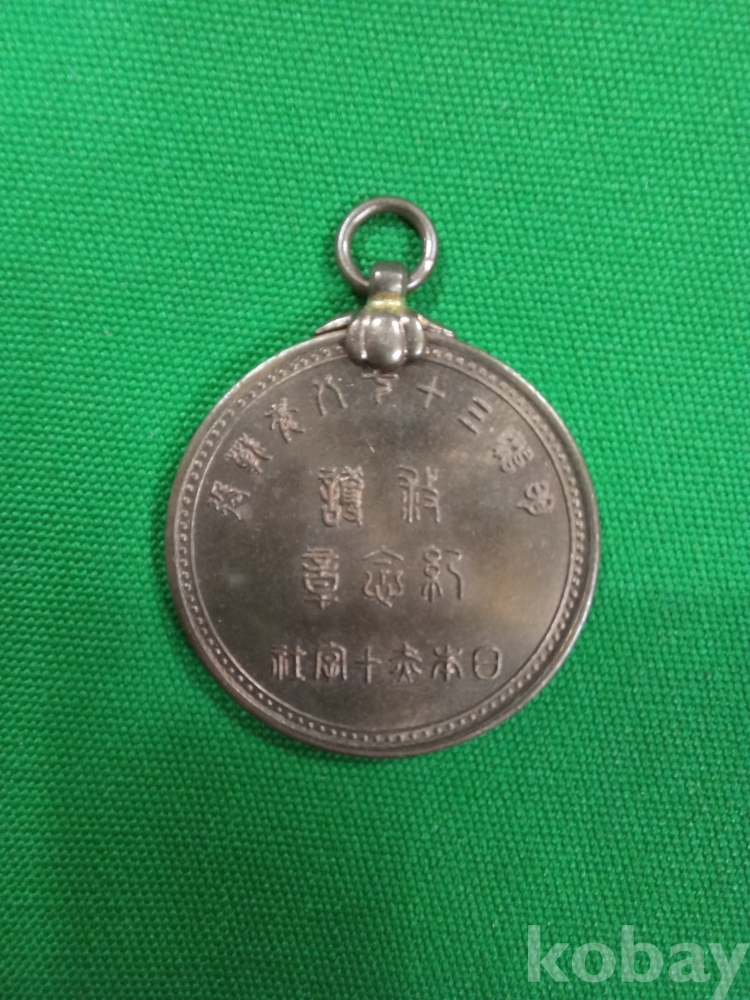 明治三十七八年戰役
救護
紀念章
日本赤十字社
kobay